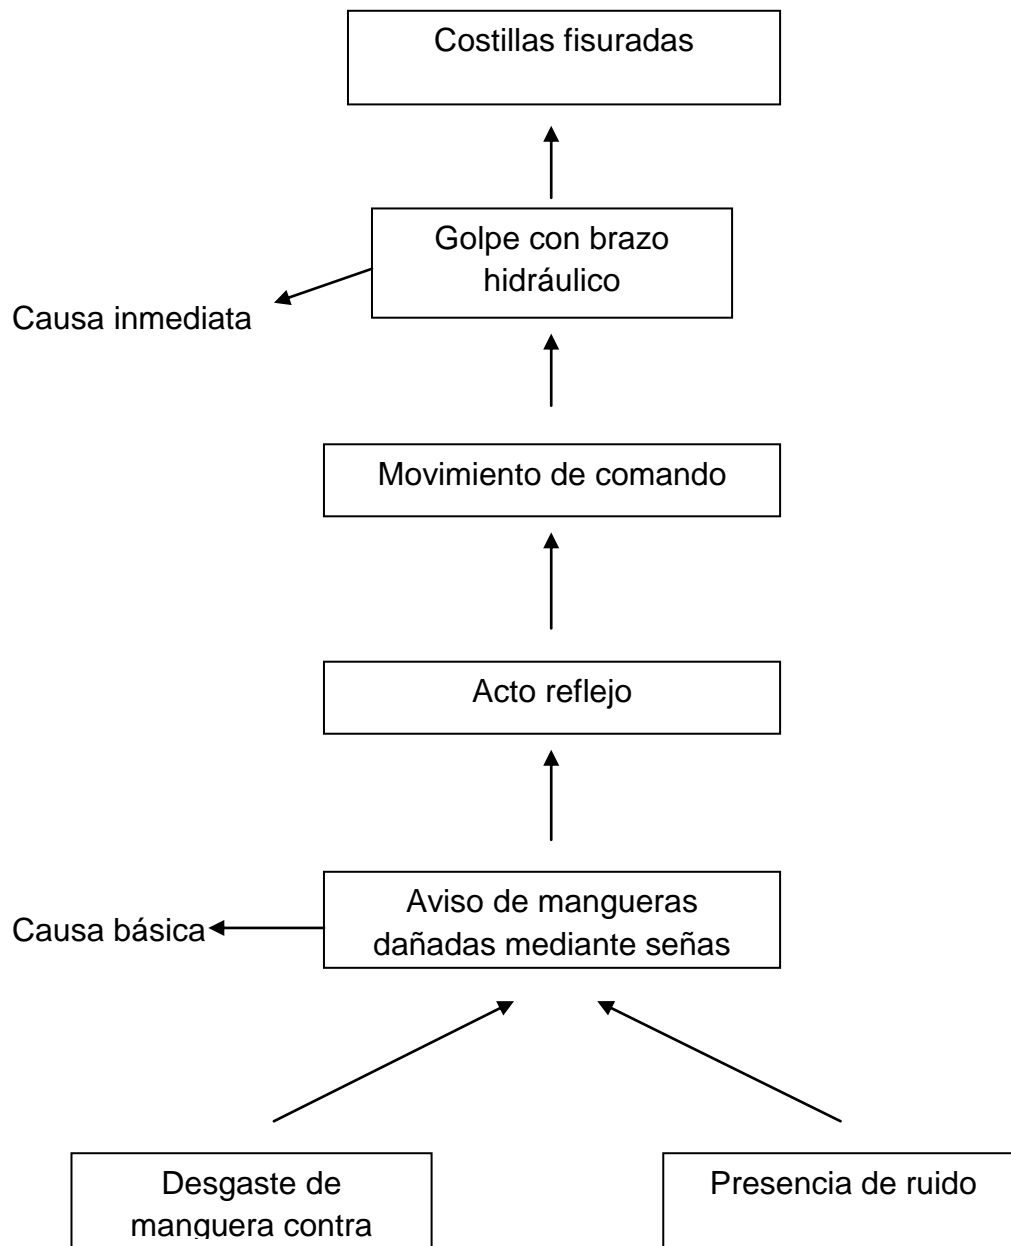 Costillas fisuradas
Golpe con brazo
hidráulico
Causa inmediata
Movimiento de comando
Acto reflejo
Aviso de mangueras
dañadas mediante señas
Causa básica
Desgaste de
manguera contra
Presencia de ruido